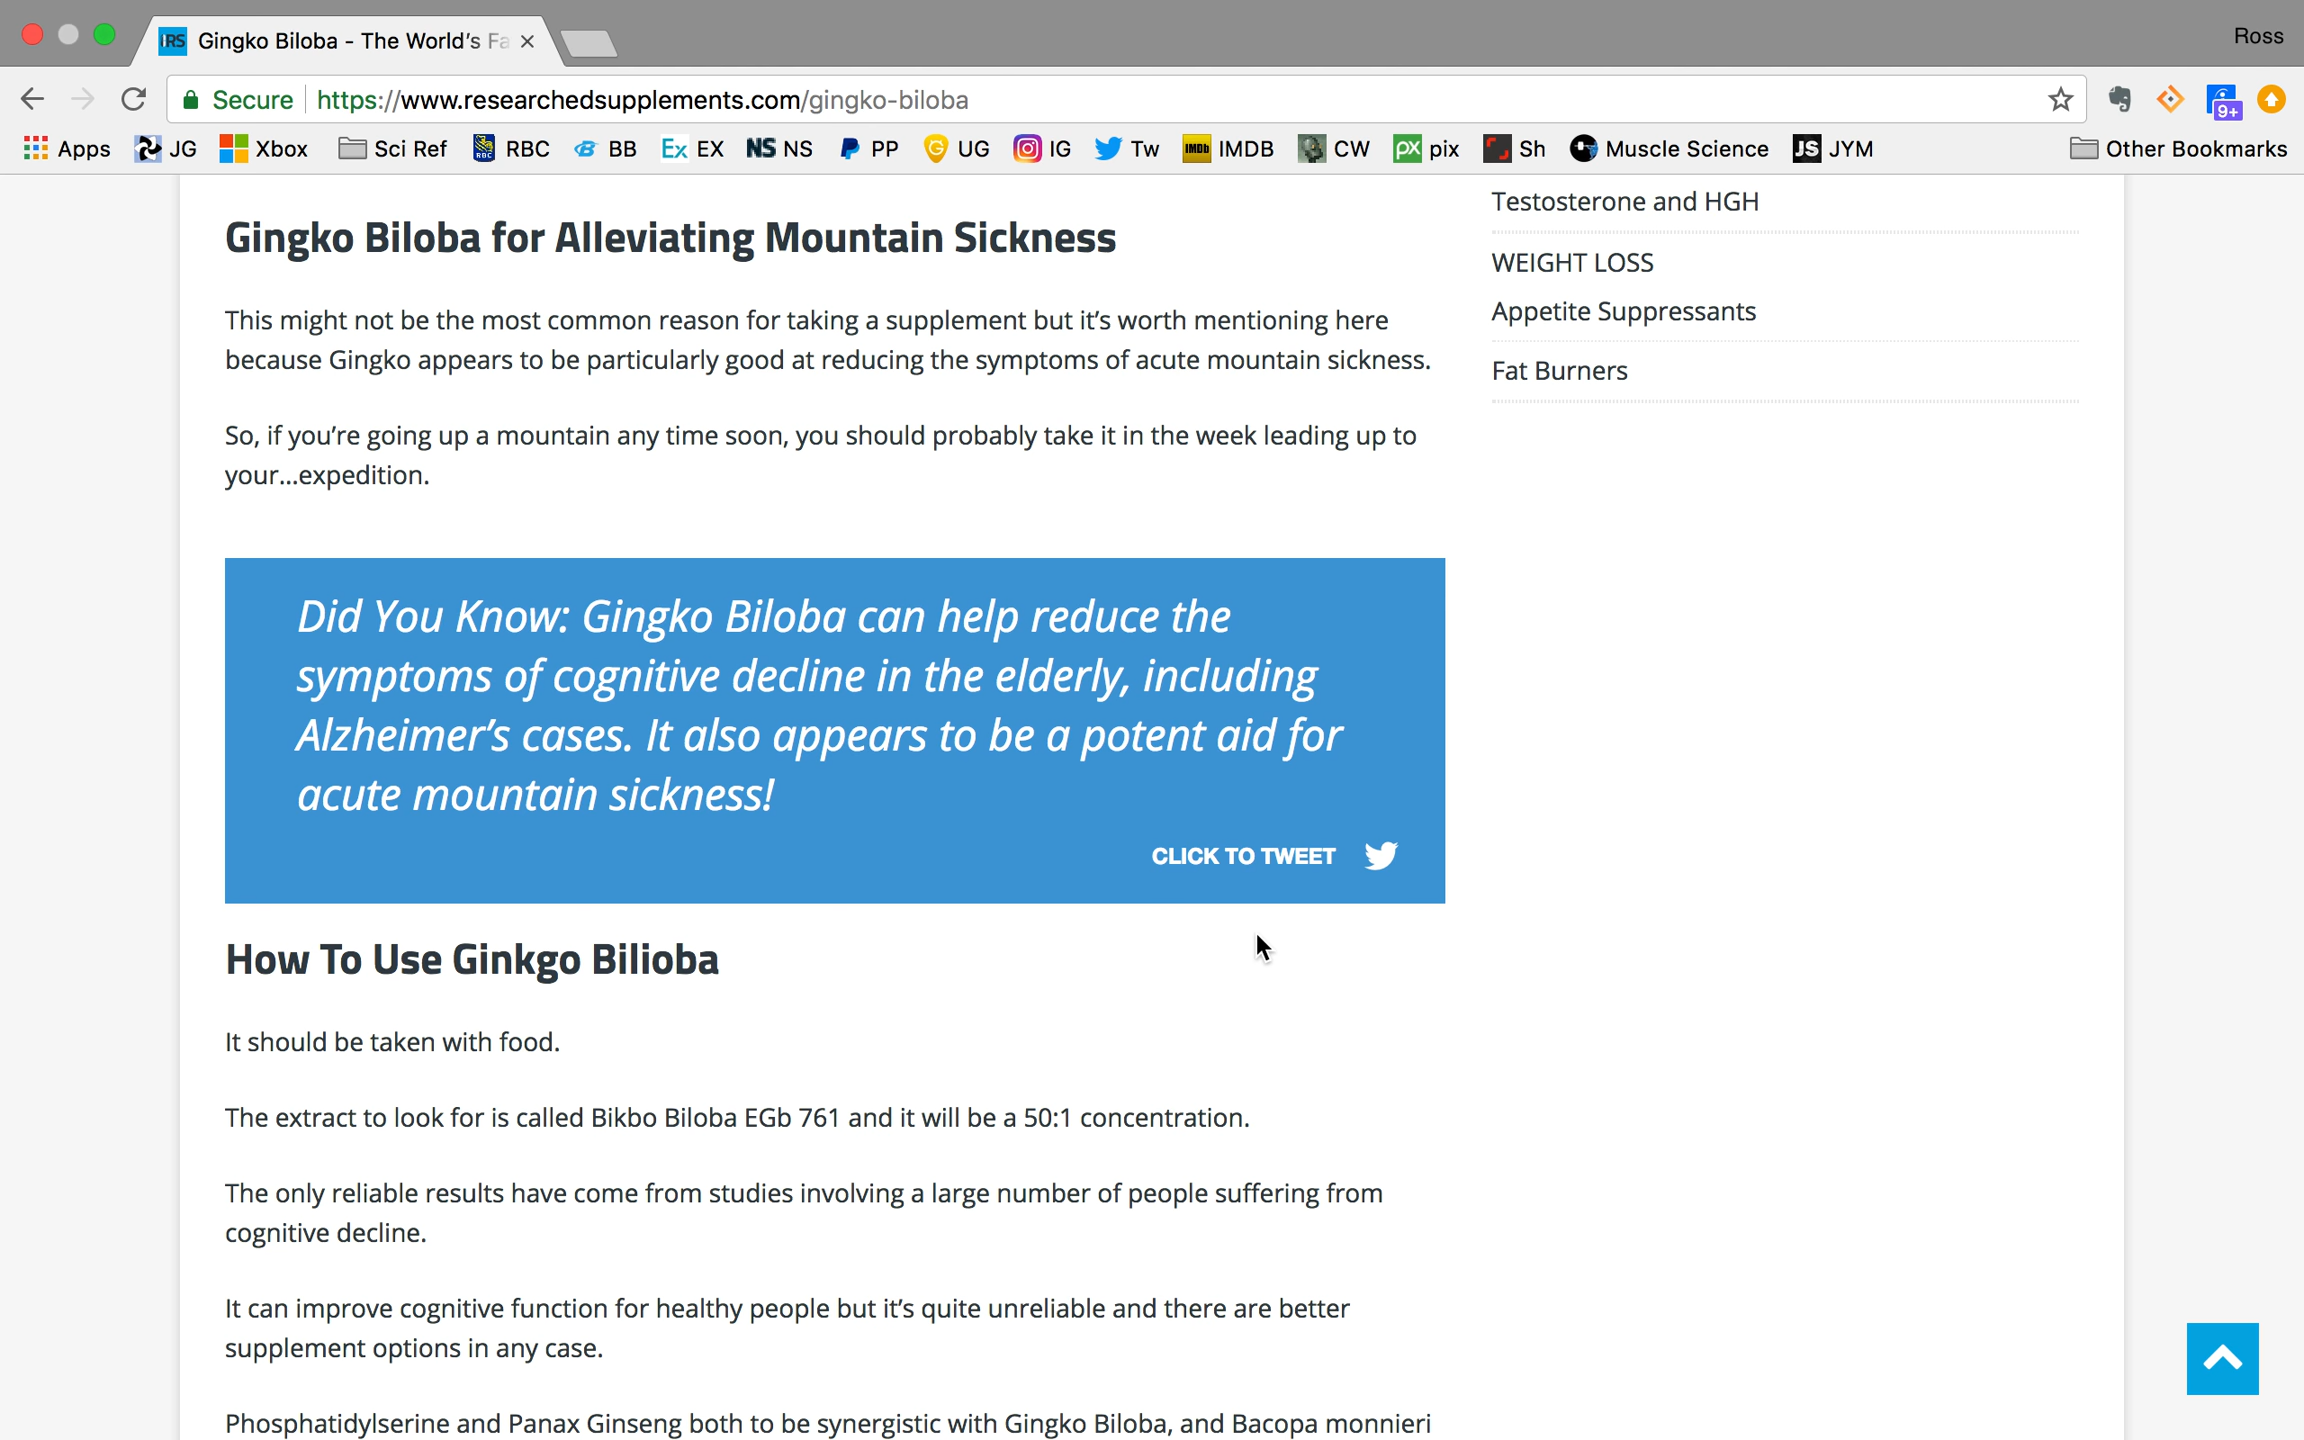 IRS Gingko Biloba - The World's Fa
Ross
Secure https://www.researchedsupplements.com/gingko-biloba
9+
Apps JG Xbox Sci Ref RBC RBC BB Ex EX NS NS PP G UG IG Tw IMDb IMDB CW px pix Sh Muscle Science JS JYM Other Bookmarks
Gingko Biloba for Alleviating Mountain Sickness
This might not be the most common reason for taking a supplement but it's worth mentioning here
because Gingko appears to be particularly good at reducing the symptoms of acute mountain sickness.
So, if you're going up a mountain any time soon, you should probably take it in the week leading up to
your...expedition.
Did You Know: Gingko Biloba can help reduce the
symptoms of cognitive decline in the elderly, including
Alzheimer's cases. It also appears to be a potent aid for
acute mountain sickness!
CLICK TO TWEET
How To Use Ginkgo Bilioba
It should be taken with food.
The extract to look for is called Bikbo Biloba EGb 761 and it will be a 50:1 concentration.
The only reliable results have come from studies involving a large number of people suffering from
cognitive decline.
It can improve cognitive function for healthy people but it's quite unreliable and there are better
supplement options in any case.
Phosphatidylserine and Panax Ginseng both to be synergistic with Gingko Biloba, and Bacopa monnieri
Testosterone and HGH
WEIGHT LOSS
Appetite Suppressants
Fat Burners